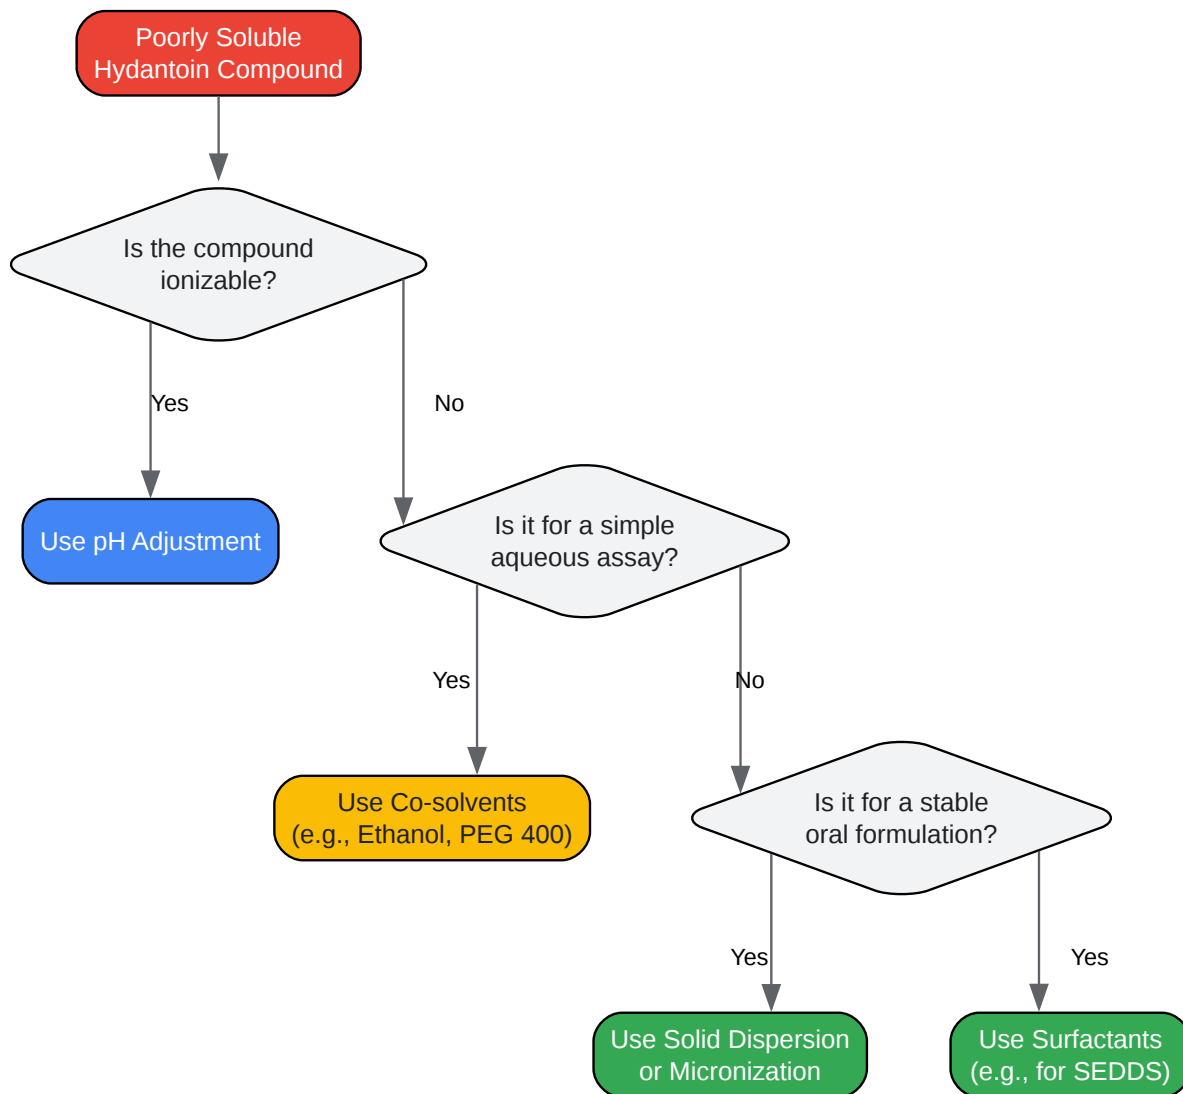 Poorly Soluble
Hydantoin Compound
Is the compound
ionizable?
Yes
No
Use pH Adjustment
Is it for a simple
aqueous assay?
Yes
No
Use Co-solvents
(e.g., Ethanol, PEG 400)
Is it for a stable
oral formulation?
Yes
Yes
Use Solid Dispersion
or Micronization
Use Surfactants
(e.g., for SEDDS)